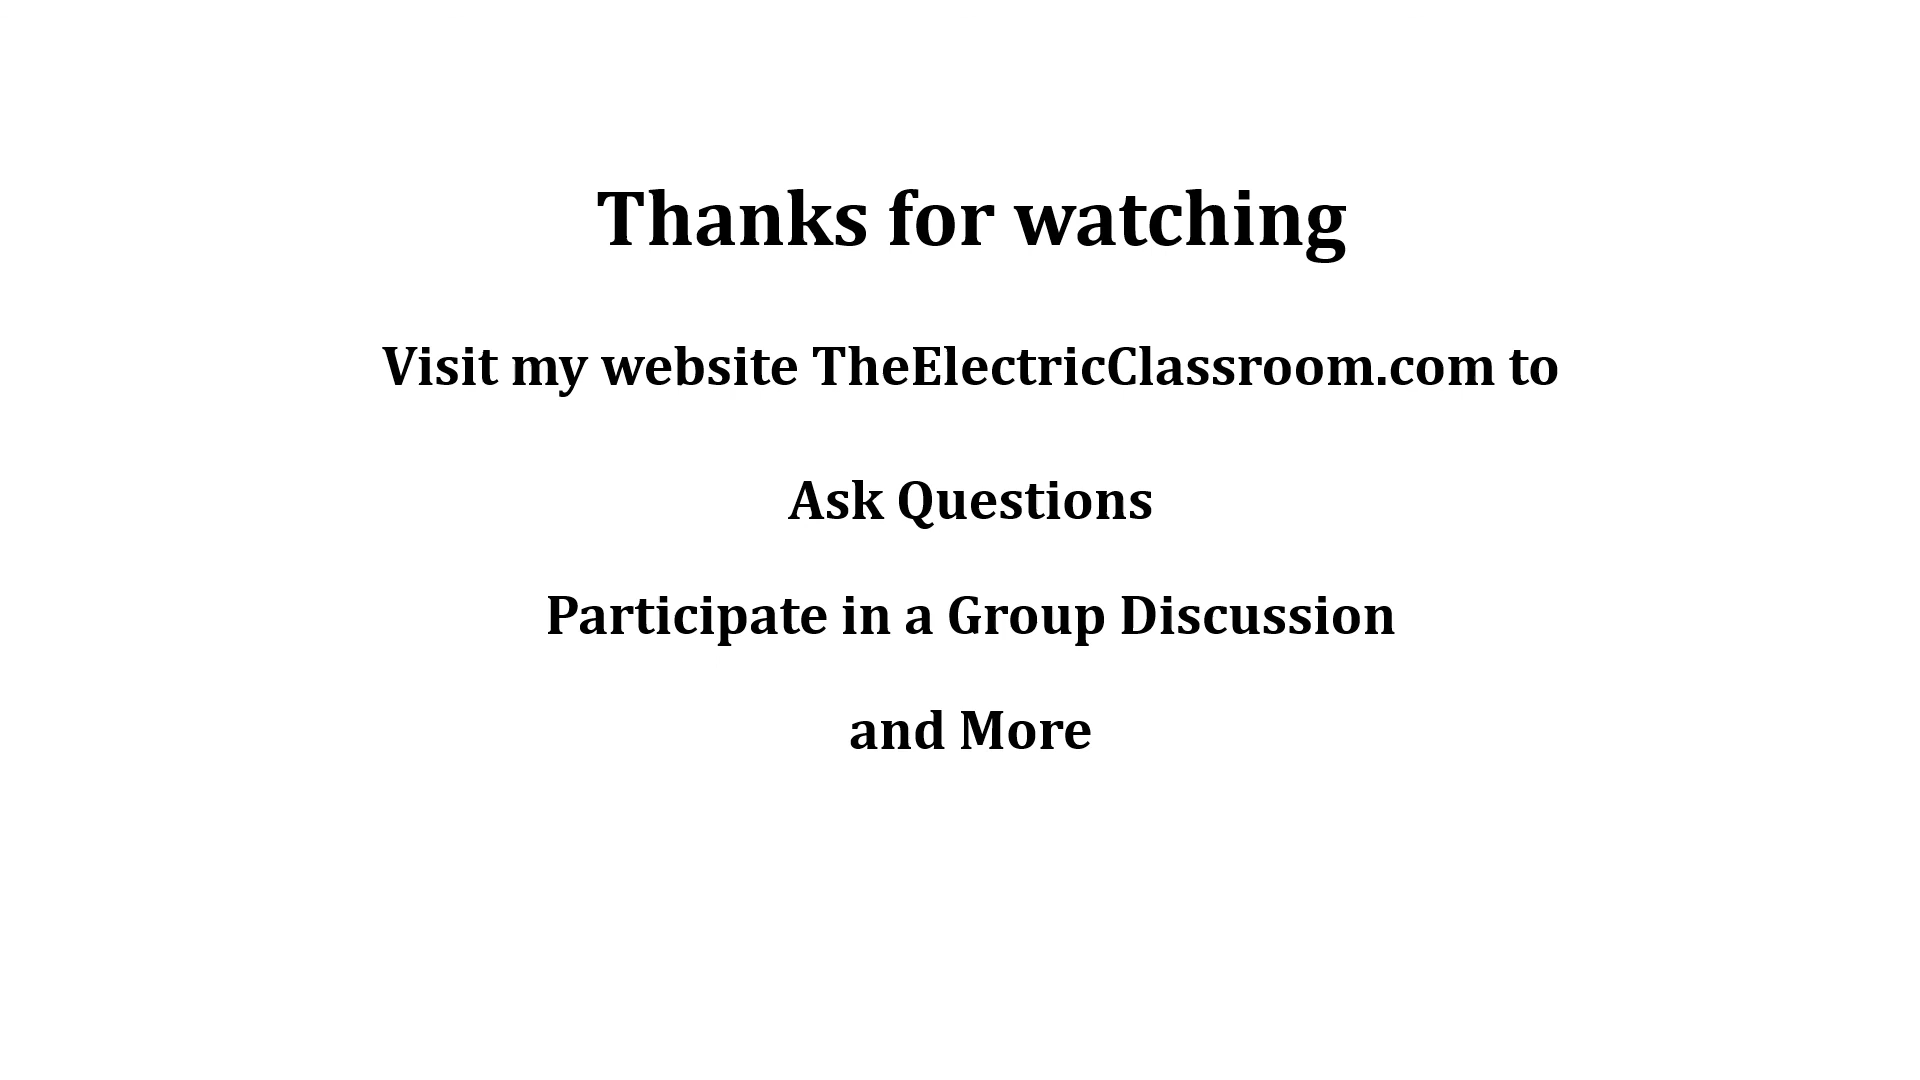 Thanks for watching
Visit my website TheElectricClassroom.com to
Ask Questions
Participate in a Group Discussion
and More